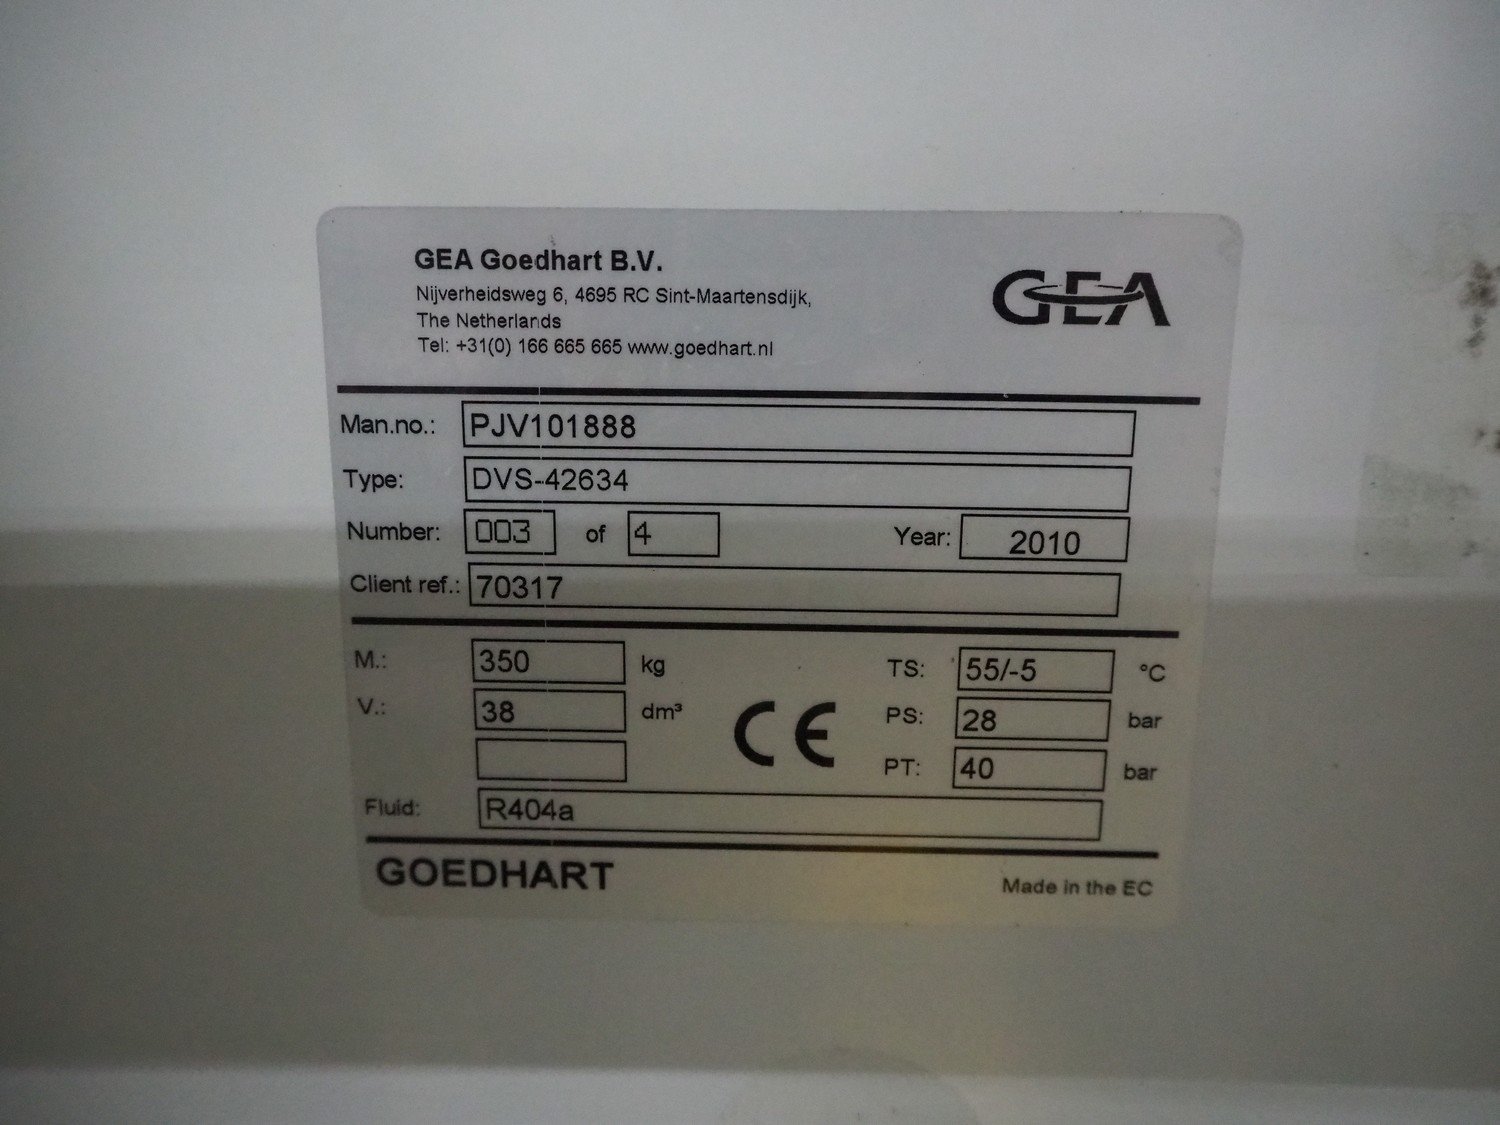 GEA Goedhart B.V.
Nijverheidsweg 6, 4695 RC Sint-Maartensdijk,
The Netherlands
Tel: +31(0) 166 665 665 www.goedhart.nl
GEA
Man.no.: PJV101888
Type: DVS-42634
Number: 003 of 4 Year: 2010
Client ref.: 70317
M.: 350 kg TS: 55/-5 °C
V.: 38 dm³ CE PS: 28 bar
PT: 40 bar
Fluid: R404a
GOEDHART Made in the EC